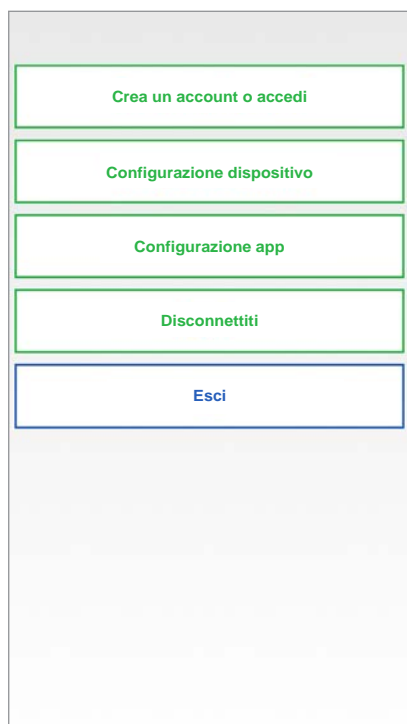 Crea un account o accedi
Configurazione dispositivo
Configurazione app
Disconnettiti
Esci